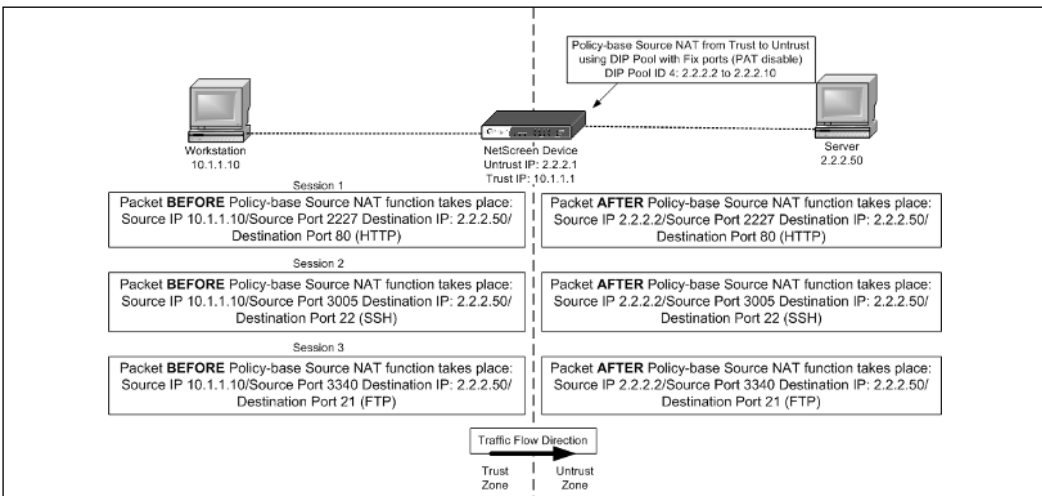 Policy-base Source NAT from Trust to Untrust
using DIP Pool with Fix ports (PAT disable)
DIP Pool ID 4: 2.2.2.2 to 2.2.2.10
Workstation
10.1.1.10
NetScreen Device
Untrust IP: 2.2.2.1
Trust IP: 10.1.1.1
Server
2.2.2.50
Session 1
Packet BEFORE Policy-base Source NAT function takes place:
Source IP 10.1.1.10/Source Port 2227 Destination IP: 2.2.2.50/
Destination Port 80 (HTTP)
Packet AFTER Policy-base Source NAT function takes place:
Source IP 2.2.2.2/Source Port 2227 Destination IP: 2.2.2.50/
Destination Port 80 (HTTP)
Session 2
Packet BEFORE Policy-base Source NAT function takes place:
Source IP 10.1.1.10/Source Port 3005 Destination IP: 2.2.2.50/
Destination Port 22 (SSH)
Packet AFTER Policy-base Source NAT function takes place:
Source IP 2.2.2.2/Source Port 3005 Destination IP: 2.2.2.50/
Destination Port 22 (SSH)
Session 3
Packet BEFORE Policy-base Source NAT function takes place:
Source IP 10.1.1.10/Source Port 3340 Destination IP: 2.2.2.50/
Destination Port 21 (FTP)
Packet AFTER Policy-base Source NAT function takes place:
Source IP 2.2.2.2/Source Port 3340 Destination IP: 2.2.2.50/
Destination Port 21 (FTP)
Traffic Flow Direction
Trust
Zone
Untrust
Zone